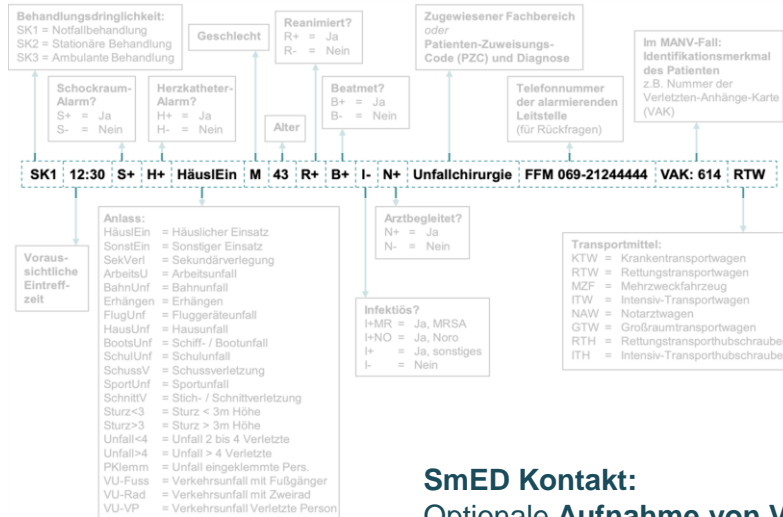 Behandlungsdringlichkeit:
SK1 = Notfallbehandlung
SK2 = Stationäre Behandlung
SK3 = Ambulante Behandlung
Schockraum-
Alarm?
S+ = Ja
S- = Nein
Herzkatheter-
Alarm?
H+ = Ja
H- = Nein
Geschlecht
Alter
Reanimiert?
R+ = Ja
R- = Nein
Beatmet?
B+ = Ja
B- = Nein
Zugewiesener Fachbereich
oder
Patienten-Zuweisungs-
Code (PZC) und Diagnose
Telefonnummer
der alarmierenden
Leitstelle
(für Rückfragen)
Im MANV-Fall:
Identifikationsmerkmal
des Patienten
z.B. Nummer der
Verletzten-Anhänge-Karte
(VAK)
SK1 12:30 S+ H+ HäuslEin M 43 R+ B+ I- N+ Unfallchirurgie FFM 069-21244444 VAK: 614 RTW
Voraus-
sichtliche
Eintreff-
zeit
Anlass:
HäuslEin = Häuslicher Einsatz
SonstEin = Sonstiger Einsatz
SekVerl = Sekundärverlegung
ArbeitsU = Arbeitsunfall
BahnUnf = Bahnunfall
Erhängen = Erhängen
FlugUnf = Fluggeräteunfall
HausUnf = Hausunfall
BootsUnf = Schiff- / Bootunfall
SchulUnf = Schulunfall
SchussV = Schussverletzung
SportUnf = Sportunfall
SchnittV = Stich- / Schnittverletzung
Sturz<3 = Sturz < 3m Höhe
Sturz>3 = Sturz > 3m Höhe
Unfall<4 = Unfall 2 bis 4 Verletzte
Unfall>4 = Unfall > 4 Verletzte
PKlemm = Unfall eingeklemmte Pers.
VU-Fuss = Verkehrsunfall mit Fußgänger
VU-Rad = Verkehrsunfall mit Zweirad
VU-VP = Verkehrsunfall Verletzte Person
Infektiös?
I+MR = Ja, MRSA
I+NO = Ja, Noro
I+ = Ja, sonstiges
I- = Nein
Arztbegleitet?
N+ = Ja
N- = Nein
Transportmittel:
KTW = Krankentransportwagen
RTW = Rettungstransportwagen
MZF = Mehrzweckfahrzeug
ITW = Intensiv-Transportwagen
NAW = Notarztwagen
GTW = Großraumtransportwagen
RTH = Rettungstransporthubschrauber
ITH = Intensiv-Transporthubschrauber
SmED Kontakt:
Optionale Aufnahme von V